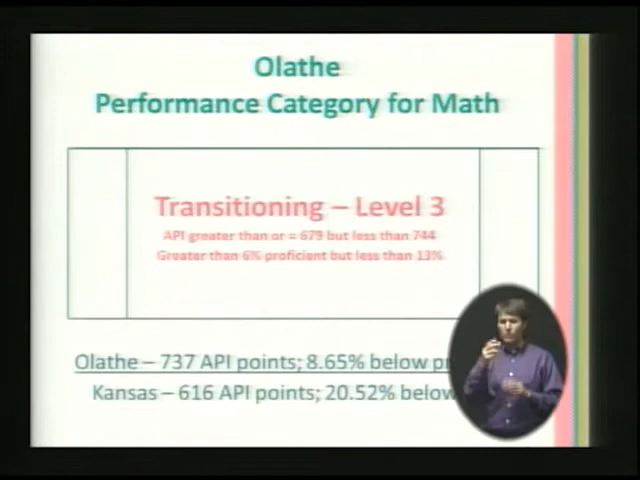 Olathe
Performance Category for Math
Transitioning – Level 3
API greater than or = 679 but less than 744
Greater than 6% proficient but less than 13%
Olathe – 737 API points; 8.65% below
Kansas – 616 API points; 20.52% below